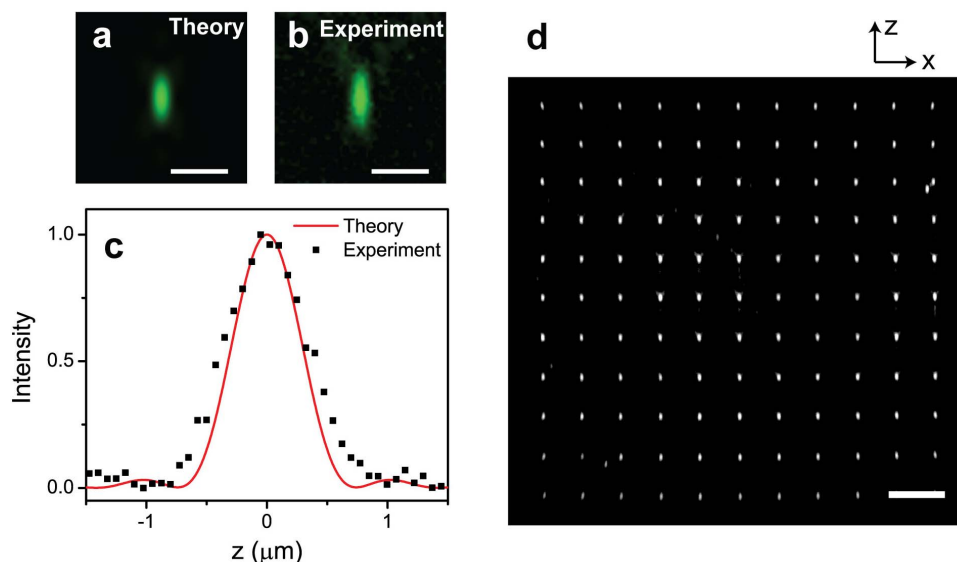 a Theory
b Experiment
d
z
x
c
Theory
Experiment
1.0
0.5
0.0
Intensity
-1 0 1
z (μm)